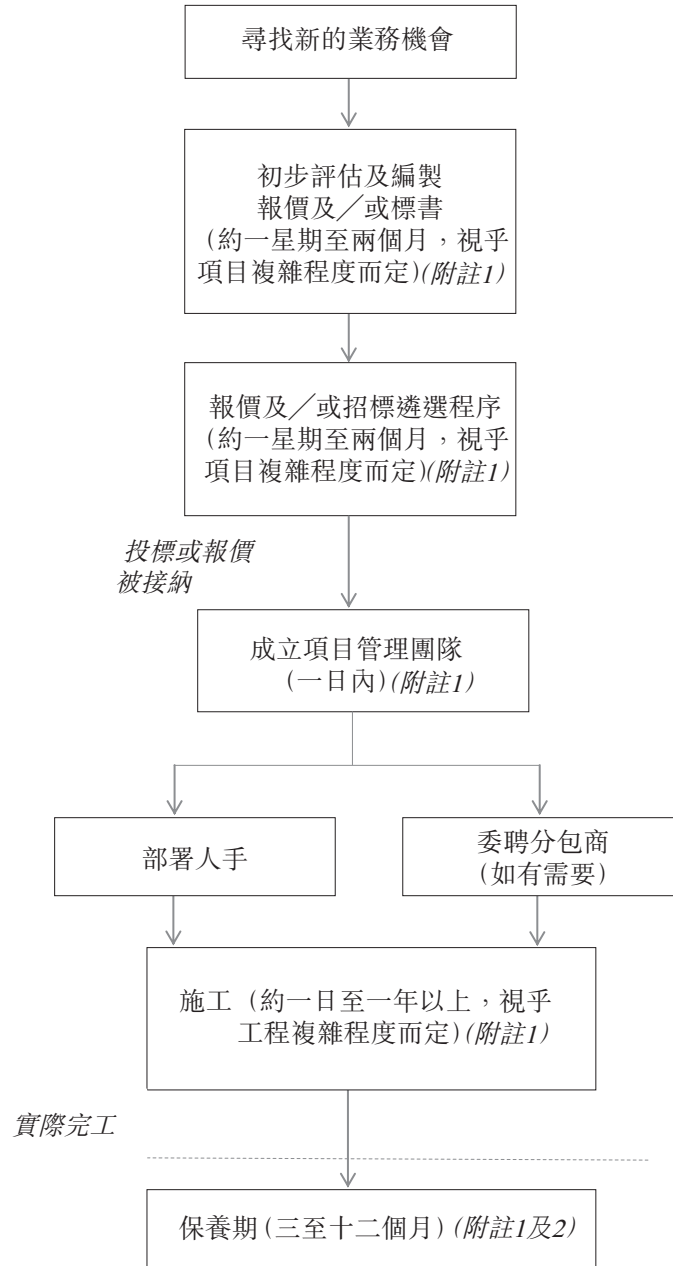 尋找新的業務機會
初步評估及編製
報價及／或標書
(約一星期至兩個月，視乎
項目複雜程度而定)(附註1)
報價及／或招標遴選程序
(約一星期至兩個月，視乎
項目複雜程度而定)(附註1)
投標或報價
被接納
成立項目管理團隊
(一日內)(附註1)
部署人手
委聘分包商
(如有需要)
施工 (約一日至一年以上，視乎
工程複雜程度而定)(附註1)
實際完工
保養期(三至十二個月) (附註1及2)